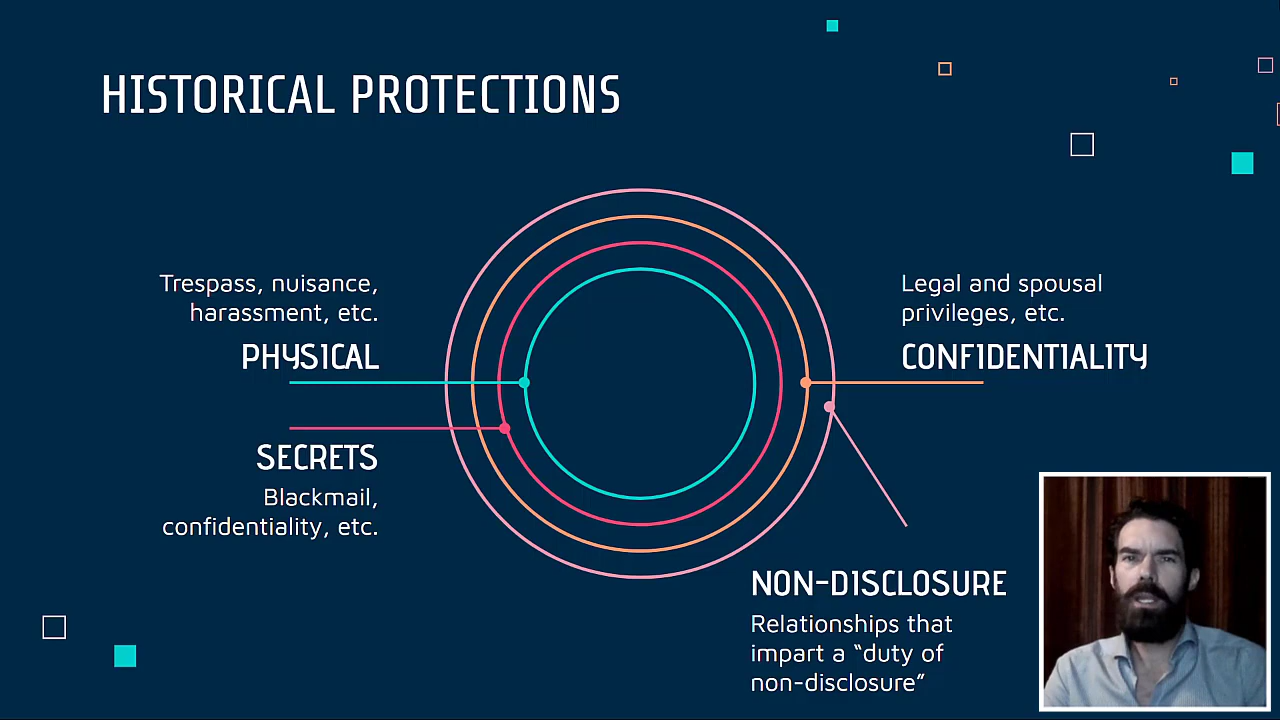 HISTORICAL PROTECTIONS
Trespass, nuisance,
harassment, etc.
PHYSICAL
SECRETS
Blackmail,
confidentiality, etc.
Legal and spousal
privileges, etc.
CONFIDENTIALITY
NON-DISCLOSURE
Relationships that
impart a “duty of
non-disclosure”